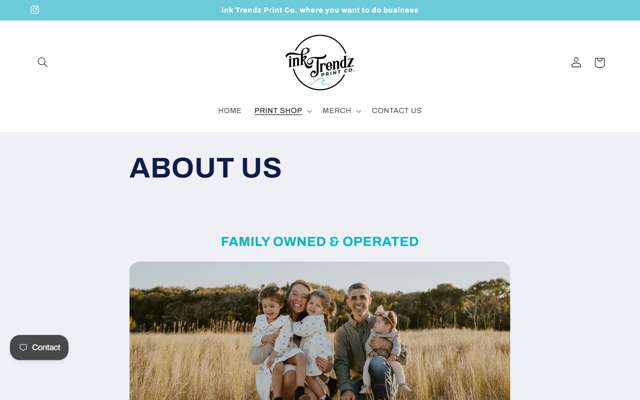 ink Trendz Print Co. where you want to do business
ink Trendz
PRINT CO.
HOME PRINT SHOP MERCH CONTACT US
ABOUT US
FAMILY OWNED & OPERATED
Contact